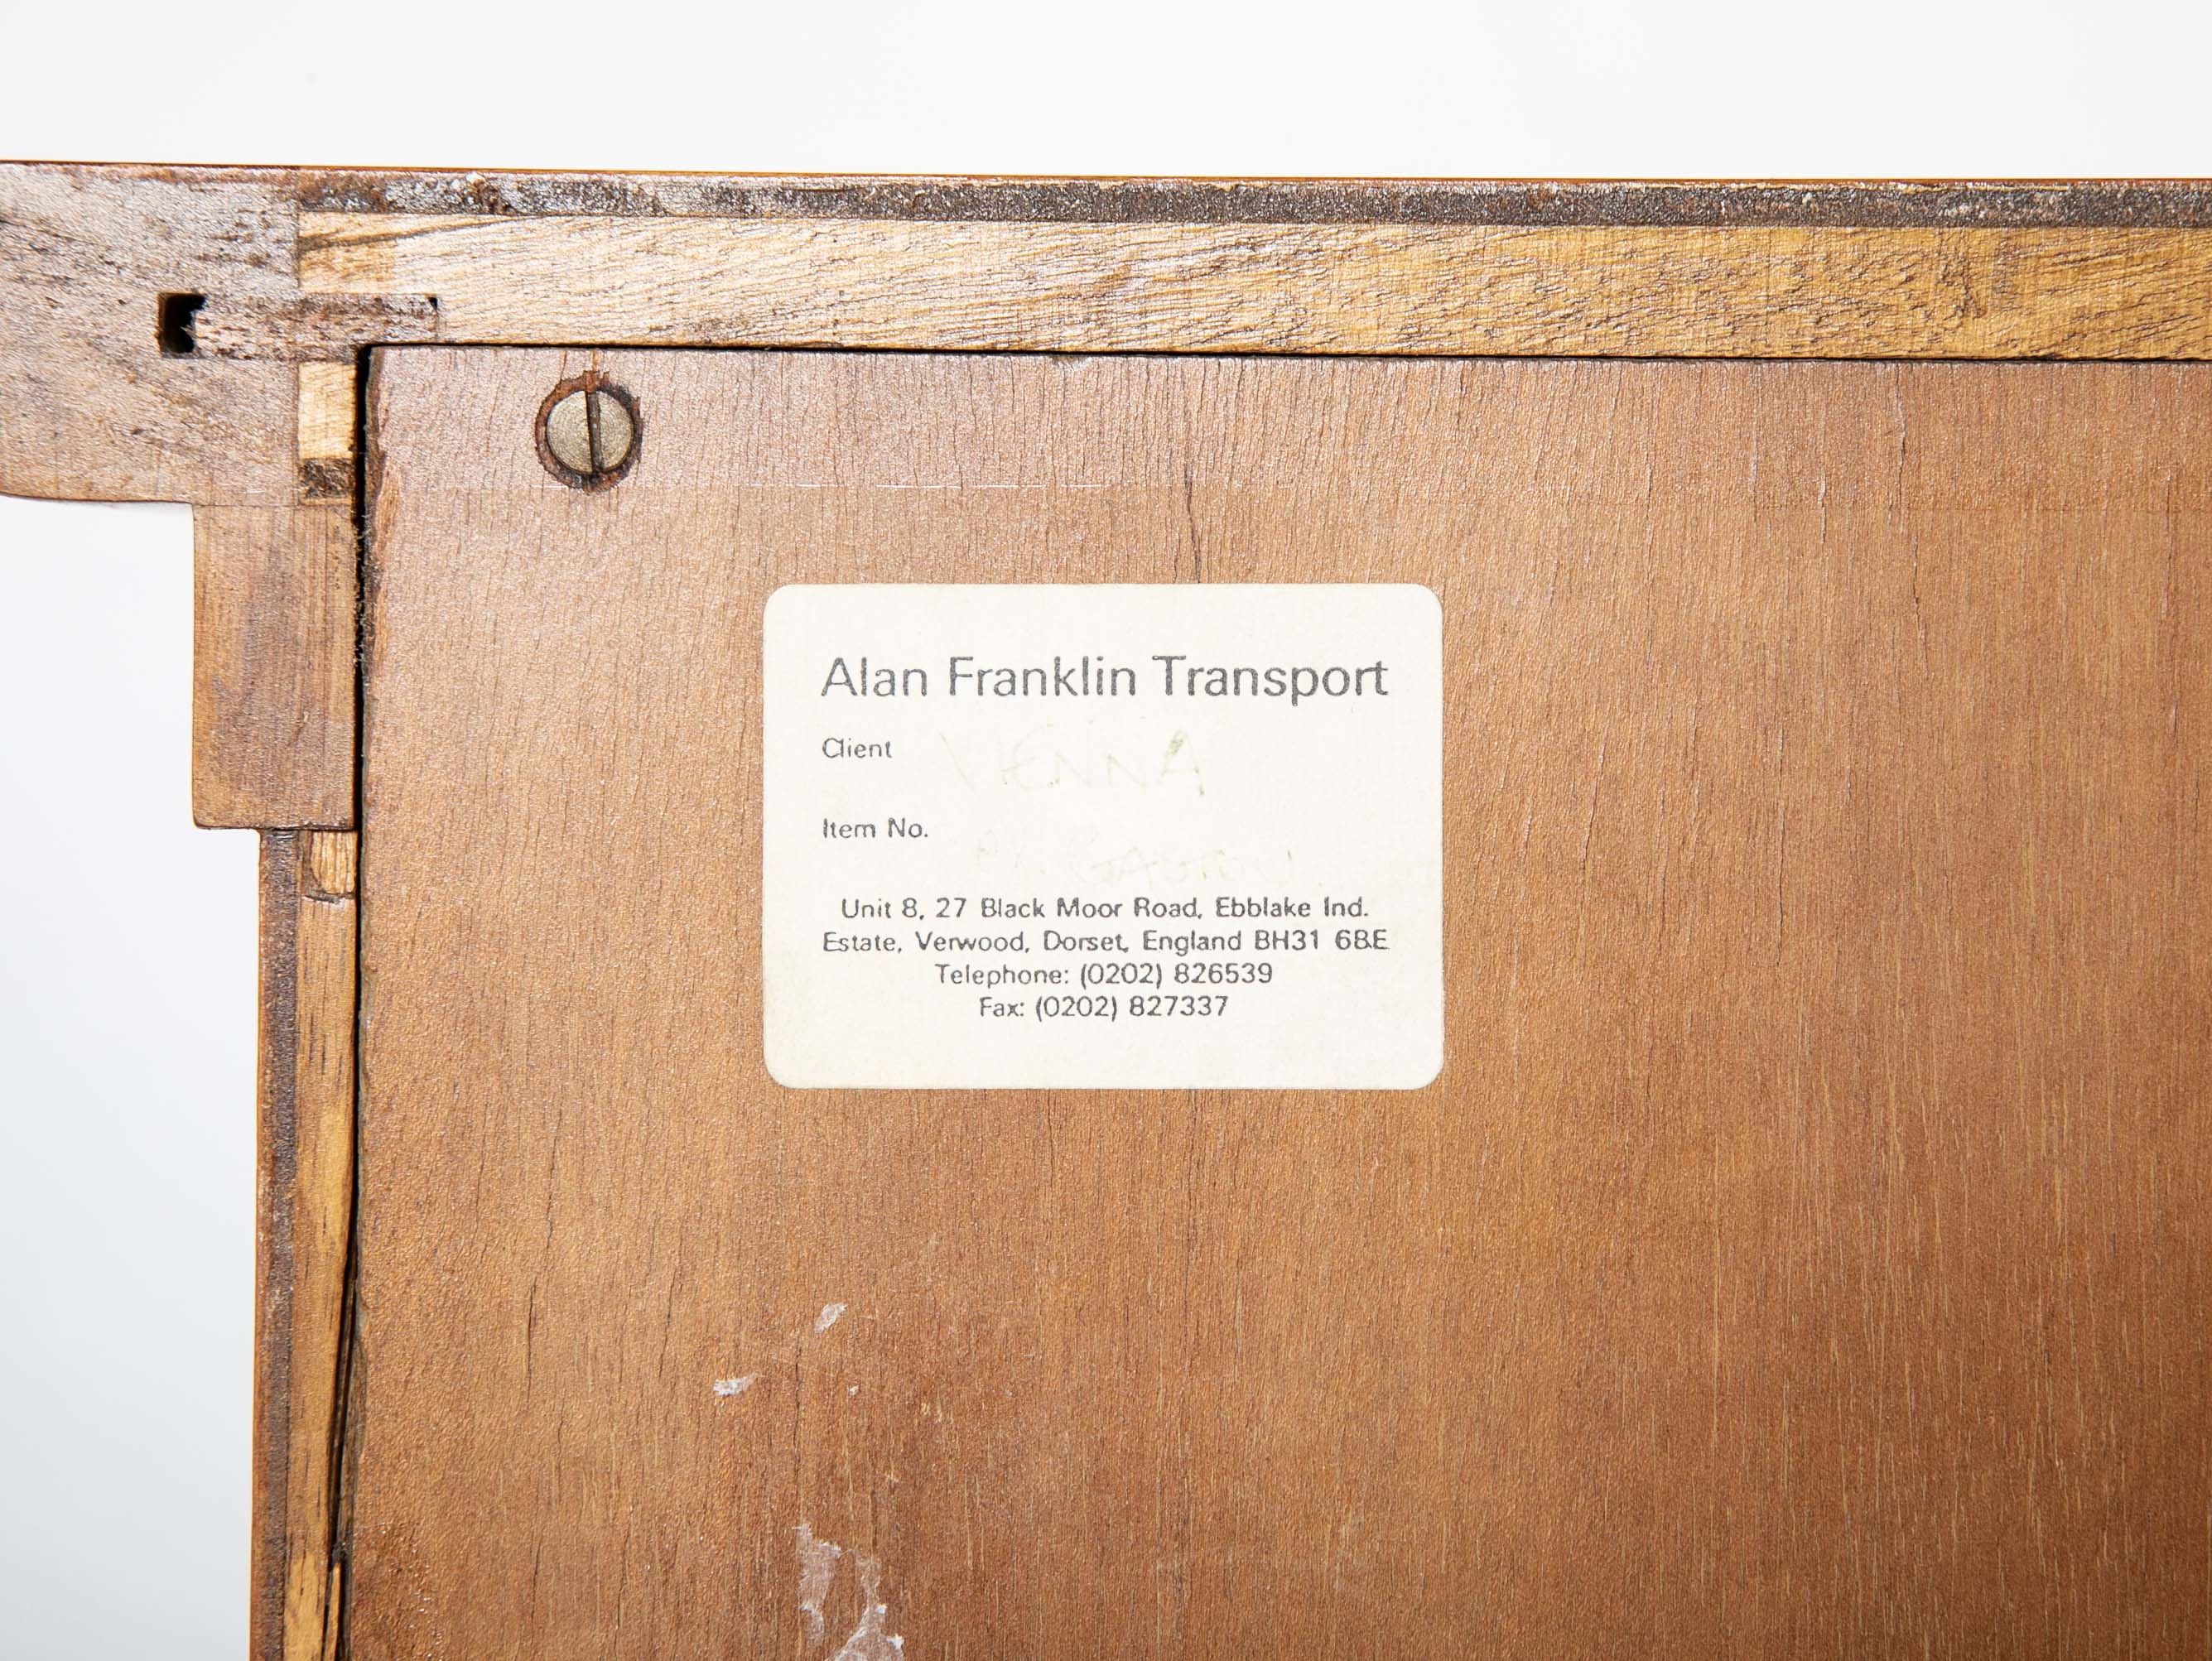 Alan Franklin Transport
Client
Item No.
Unit 8, 27 Black Moor Road, Ebblake Ind.
Estate, Verwood, Dorset, England BH31 6BE
Telephone: (0202) 826539
Fax: (0202) 827337